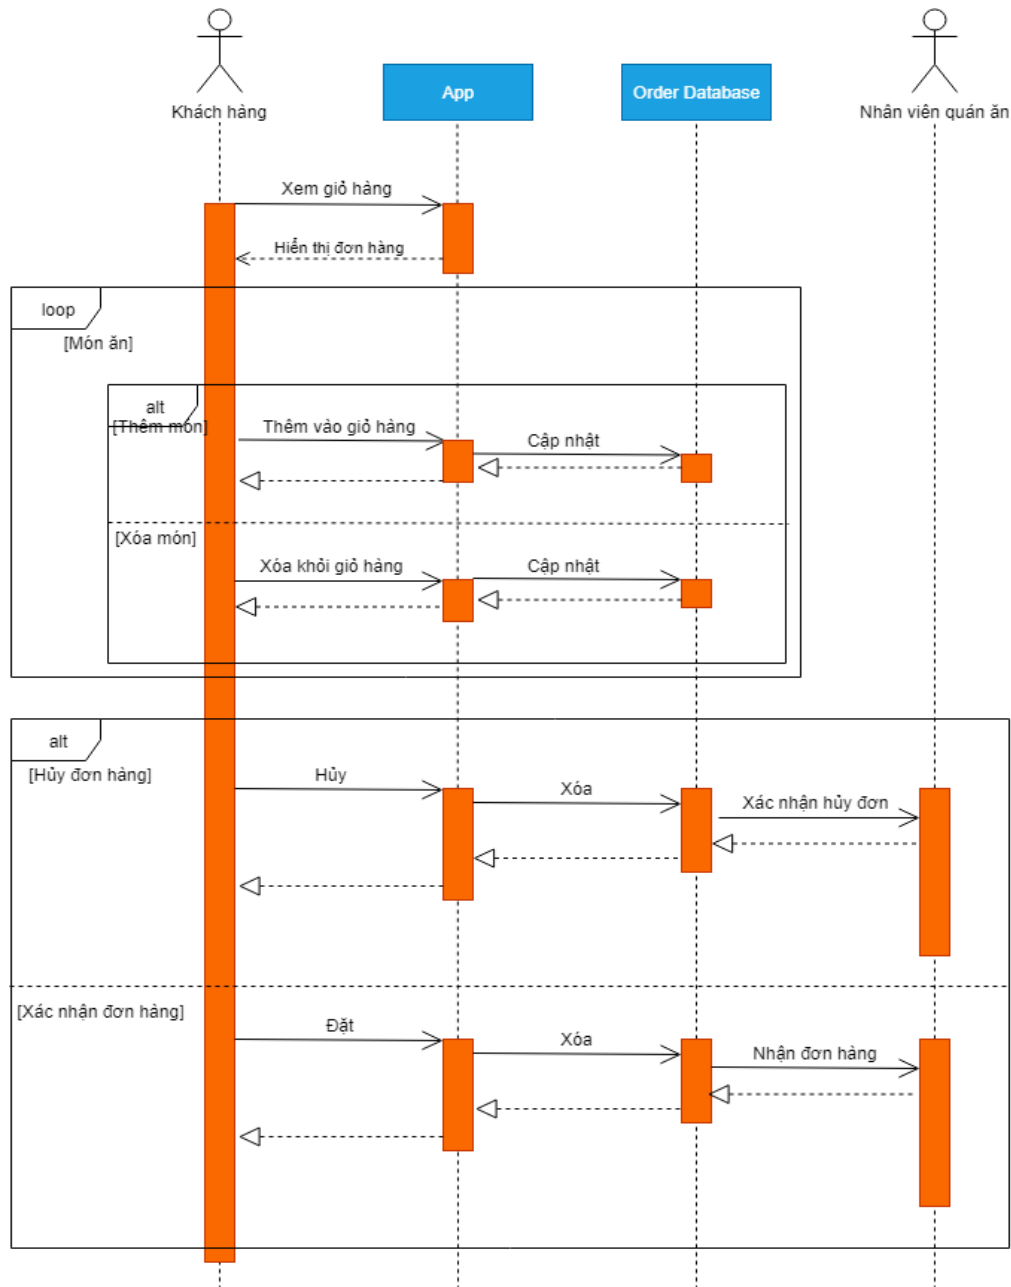 Khách hàng
App
Order Database
Nhân viên quán ăn
Xem giỏ hàng
Hiển thị đơn hàng
loop
[Món ăn]
alt
[Thêm món]
Thêm vào giỏ hàng
Cập nhật
[Xóa món]
Xóa khỏi giỏ hàng
Cập nhật
alt
[Hủy đơn hàng]
Hủy
Xóa
Xác nhận hủy đơn
[Xác nhận đơn hàng]
Đặt
Xóa
Nhận đơn hàng